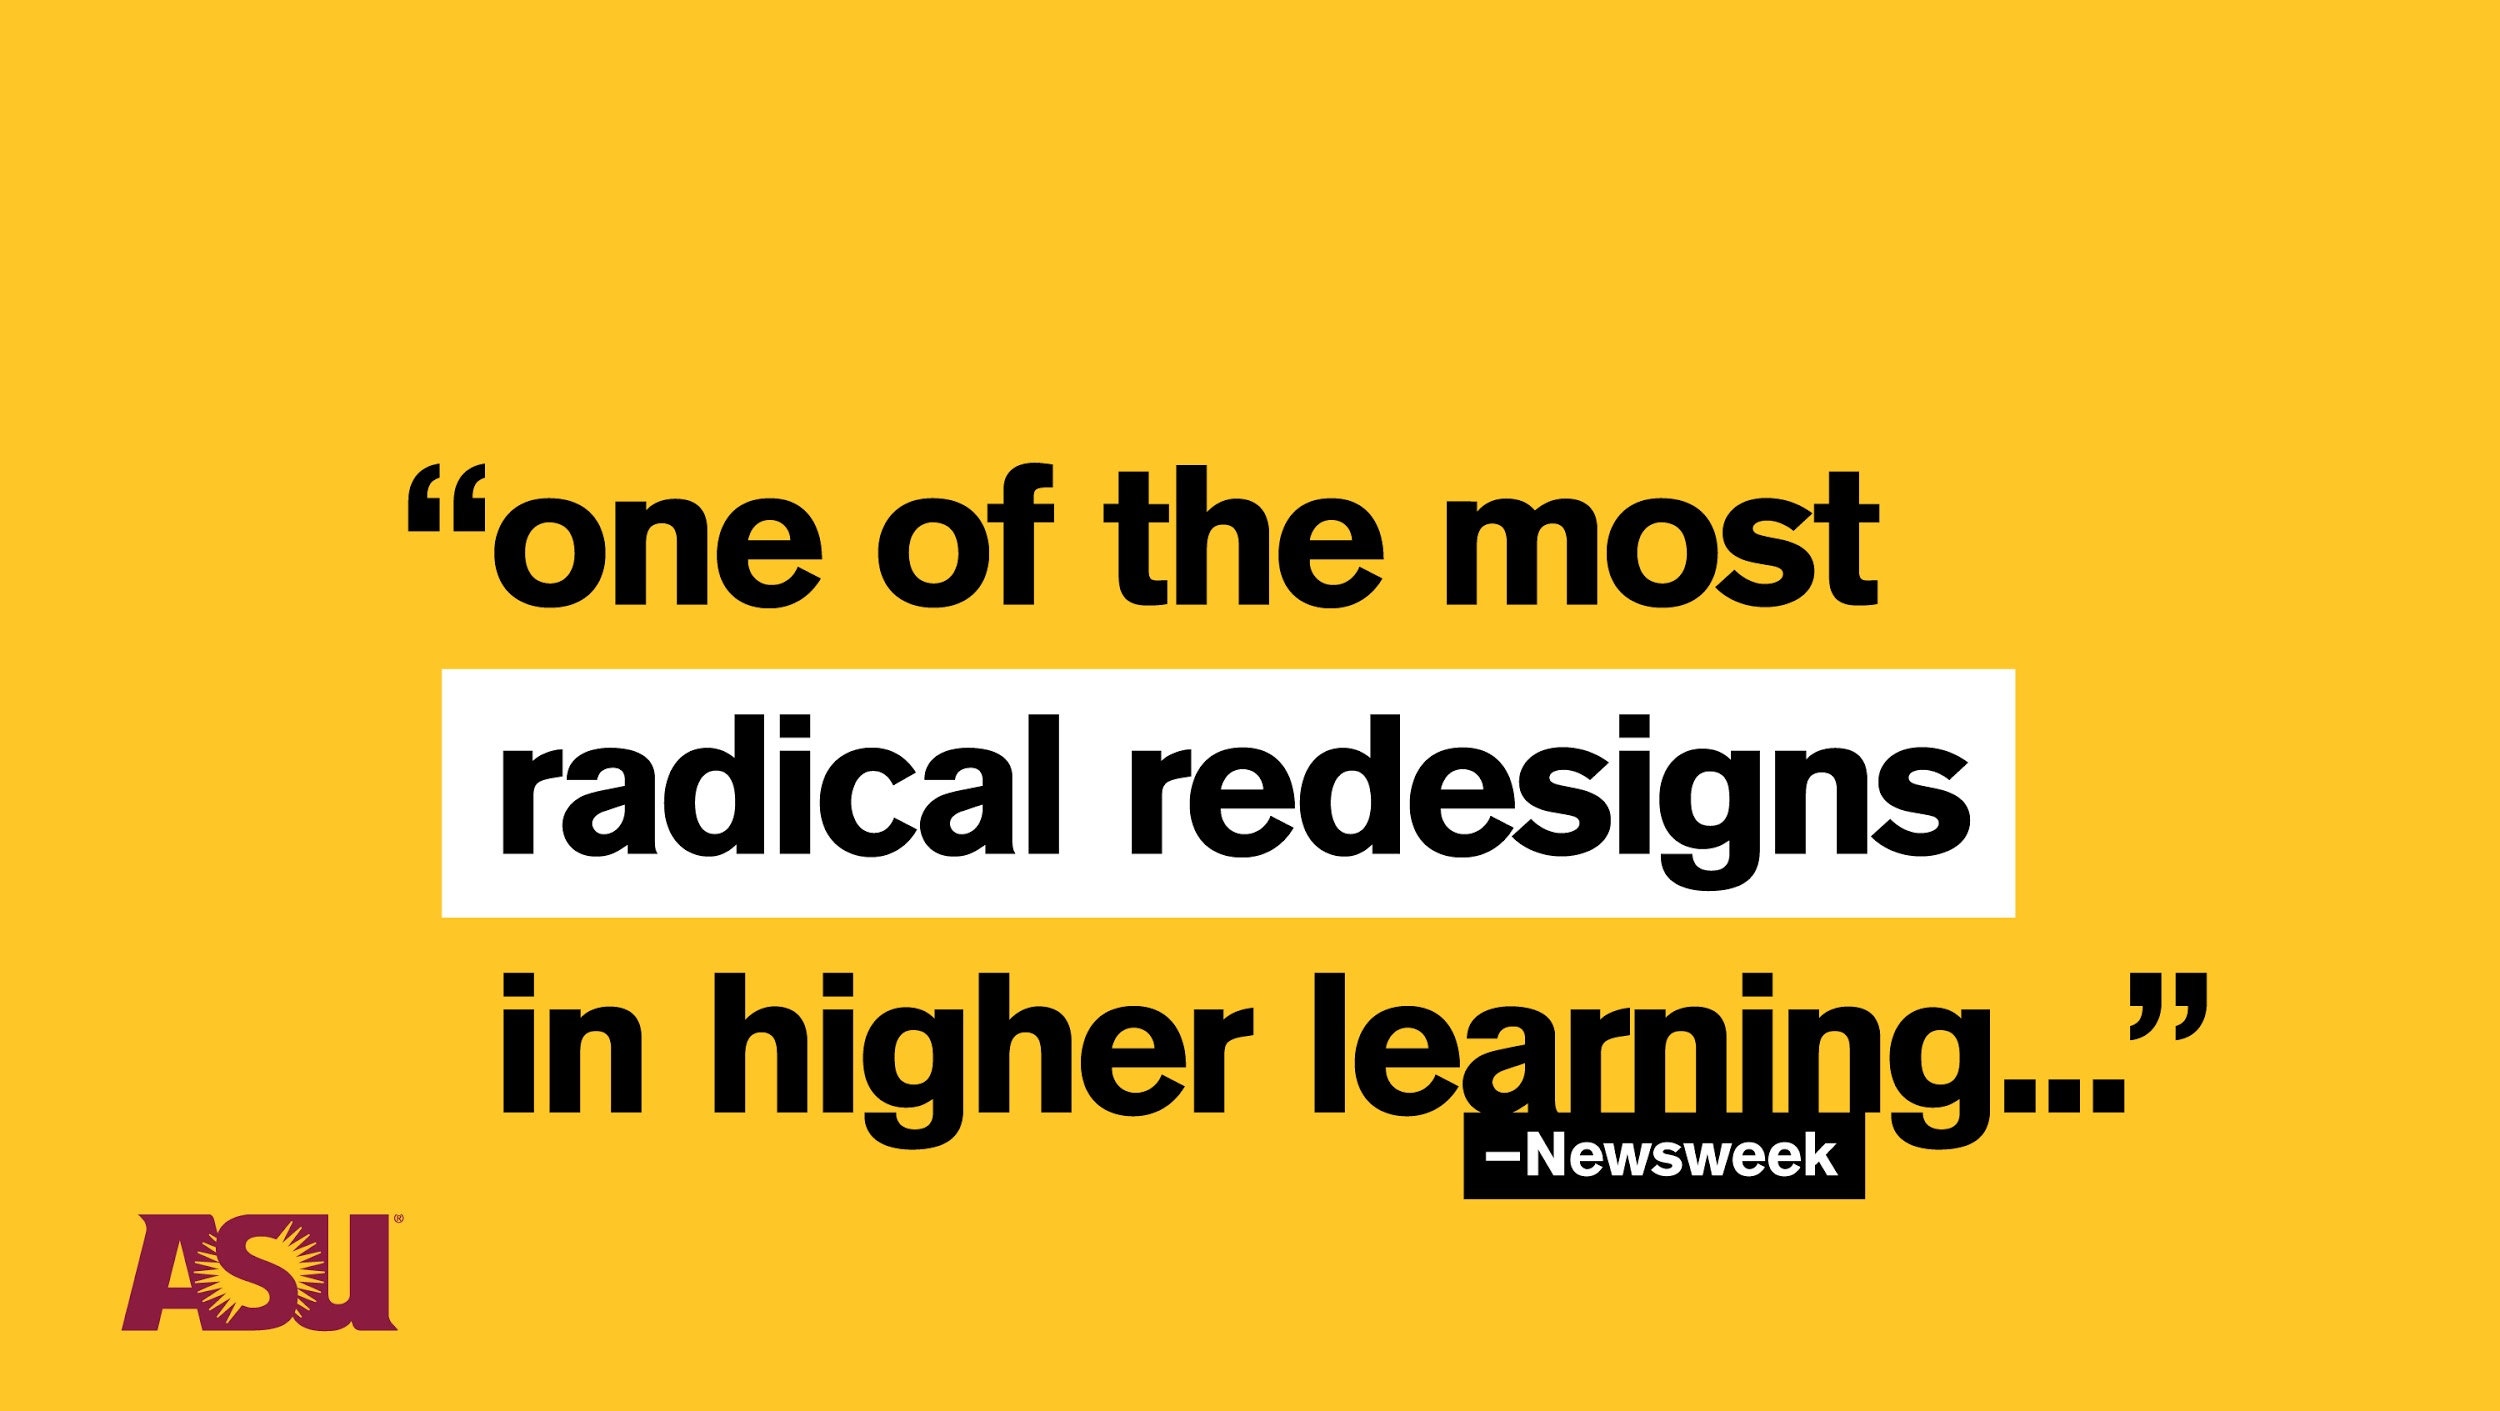 “one of the most
radical redesigns
in higher learning...”
—Newsweek
ASU®